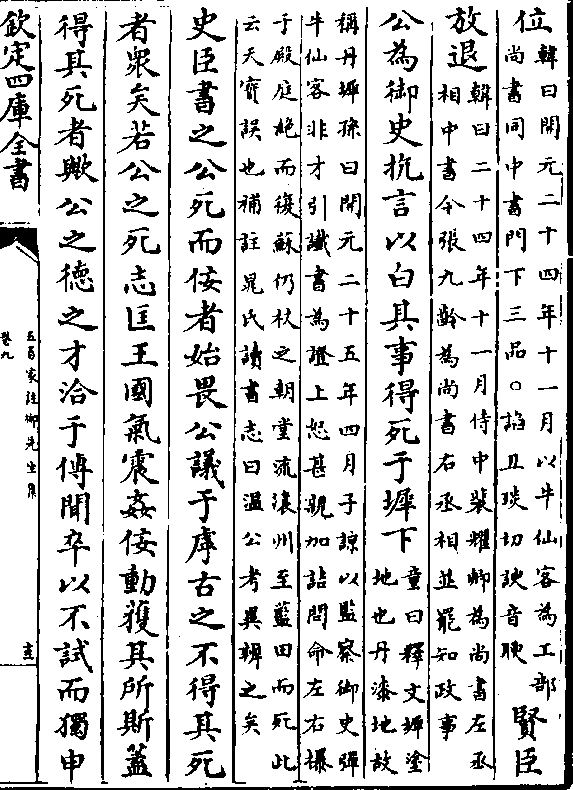 位韓曰開元二十四年十一月以牛仙客為工部
尚書同中書門下三品○諂丑琰切諛音腴賢臣
放退韓曰二十四年十一月侍中裴耀卿為尚書左丞
相中書令張九齡為尚書右丞相並罷知政事
公為御史抗言以白其事得死于墀下童曰釋文墀塗
地也丹漆地故
稱丹墀孫曰開元二十五年四月子諒以監察御史彈
牛仙客非才引讖書為證上怒甚親加詰問命左右㩧
于殿庭絶而復蘇仍杖之朝堂流瀼州至藍田而死此
云天寶誤也補註晁氏讀書志曰溫公考異辨之矣
史臣書之公死而佞者始畏公議于虖古之不得其死
者衆矣若公之死志匡王國氣震姦佞動獲其所斯蓋
得其死者歟公之德之才洽于傅聞卒以不試而獨申
欽定四庫全書
五百家註柳先生集
卷九